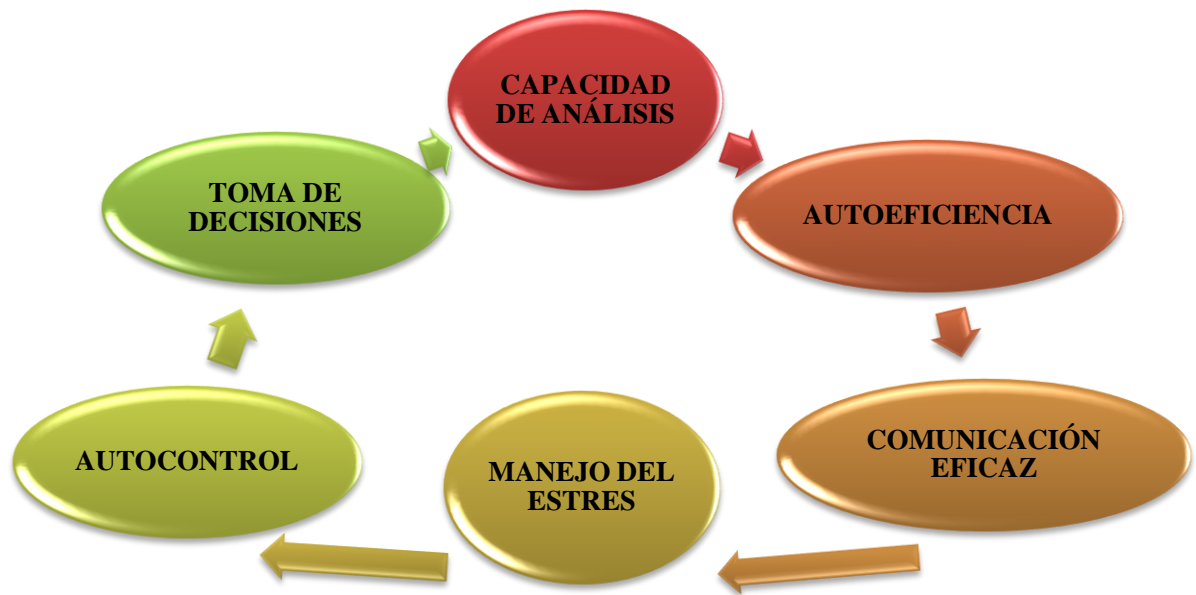 CAPACIDAD
DE ANÁLISIS
AUTOEFICIENCIA
COMUNICACIÓN
EFICAZ
MANEJO DEL
ESTRES
AUTOCONTROL
TOMA DE
DECISIONES